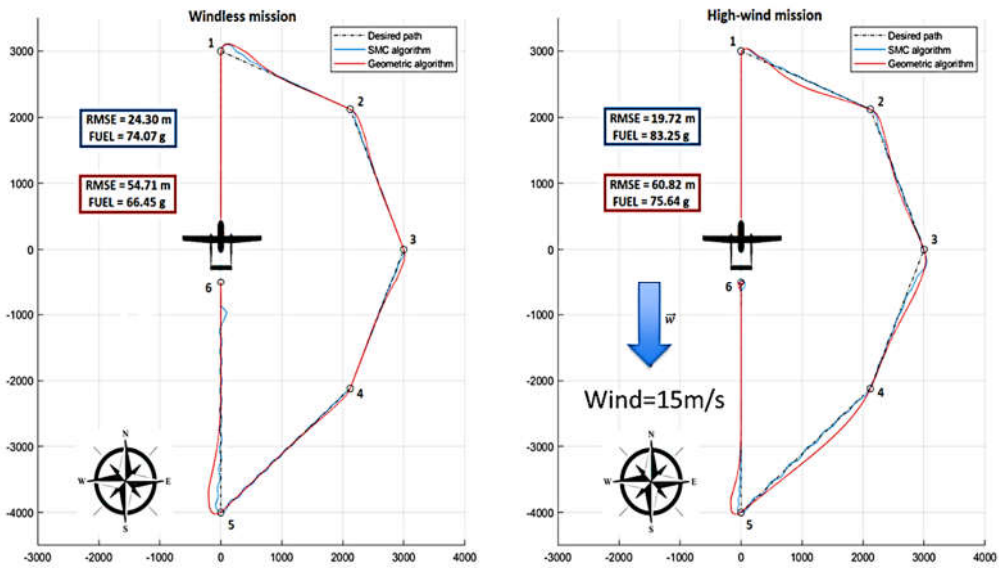 Windless mission
Desired path
SMC algorithm
Geometric algorithm
3000
2000
1000
0
-1000
-2000
-3000
-4000
1
2
3
6
4
5
RMSE = 24.30 m
FUEL = 74.07 g
RMSE = 54.71 m
FUEL = 66.45 g
N
W
E
S
-3000
-2000
-1000
0
1000
2000
3000
4000
High-wind mission
Desired path
SMC algorithm
Geometric algorithm
3000
2000
1000
0
-1000
-2000
-3000
-4000
1
2
3
6
4
5
RMSE = 19.72 m
FUEL = 83.25 g
RMSE = 60.82 m
FUEL = 75.64 g
w⃗
Wind=15m/s
N
W
E
S
-3000
-2000
-1000
0
1000
2000
3000
4000